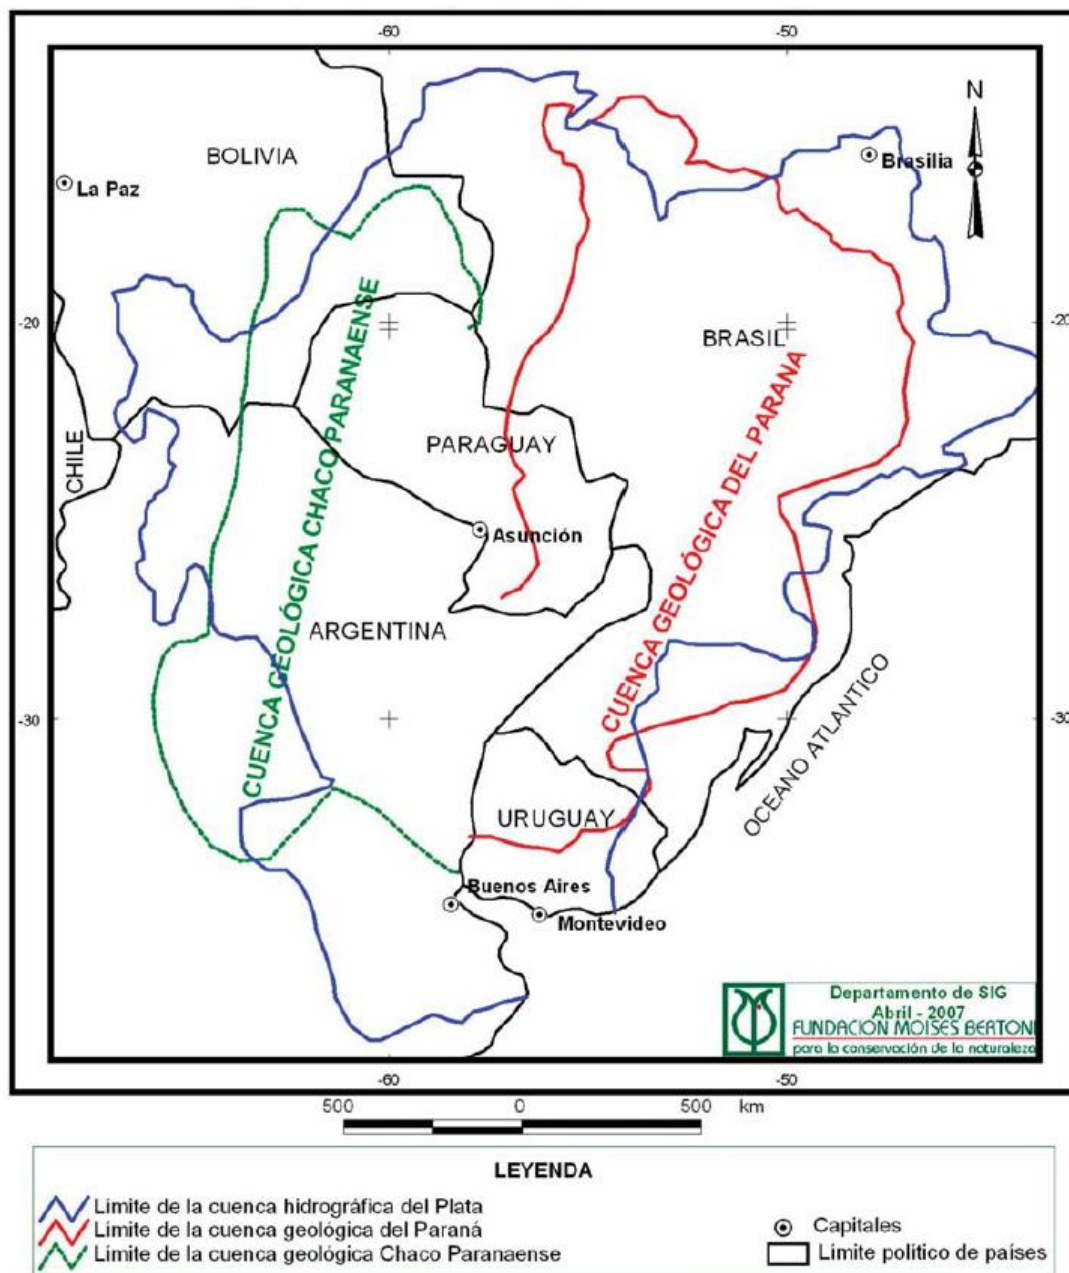 -60
-50
N
BOLIVIA
La Paz
Brasilia
-20
-20
BRASIL
CUENCA GEOLÓGICA CHACO PARANAENSE
CUENCA GEOLÓGICA DEL PARANA
CHILE
PARAGUAY
Asunción
ARGENTINA
-30
-30
OCEANO ATLANTICO
URUGUAY
Buenos Aires
Montevideo
Departamento de SIG
Abril - 2007
FUNDACION MOISES BERTONI
para la conservación de la naturaleza
-60
-50
500 0 500 km
LEYENDA
Limite de la cuenca hidrográfica del Plata
Limite de la cuenca geológica del Paraná
Limite de la cuenca geológica Chaco Paranaense
Capitales
Límite político de países